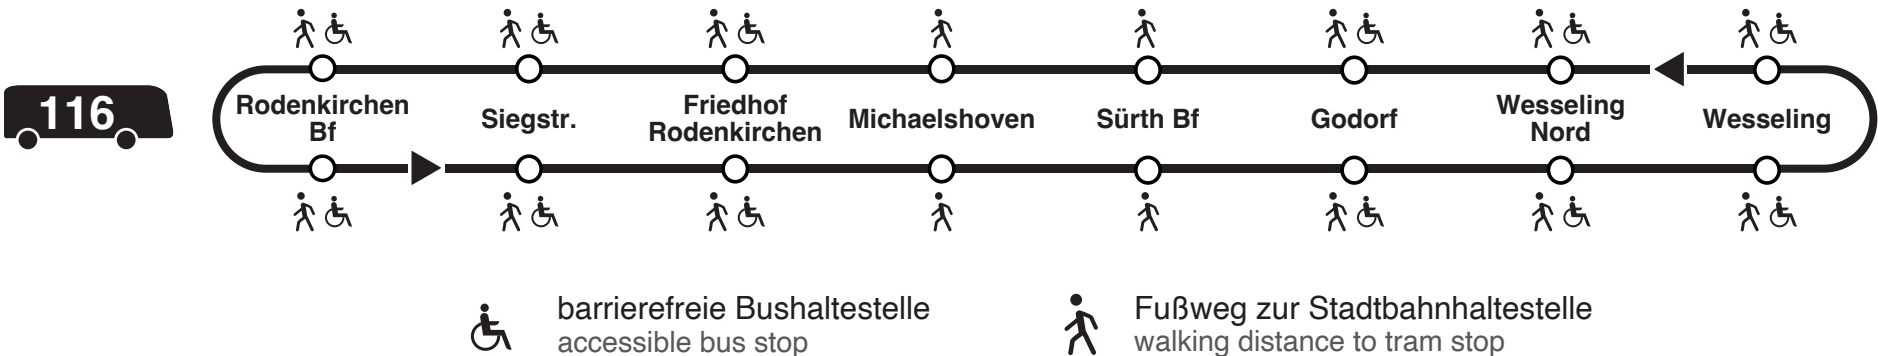 116
Rodenkirchen
Bf
Siegstr.
Friedhof
Rodenkirchen
Michaelshoven
Sürth Bf
Godorf
Wesseling
Nord
Wesseling
barrierefreie Bushaltestelle
accessible bus stop
Fußweg zur Stadtbahnhaltestelle
walking distance to tram stop